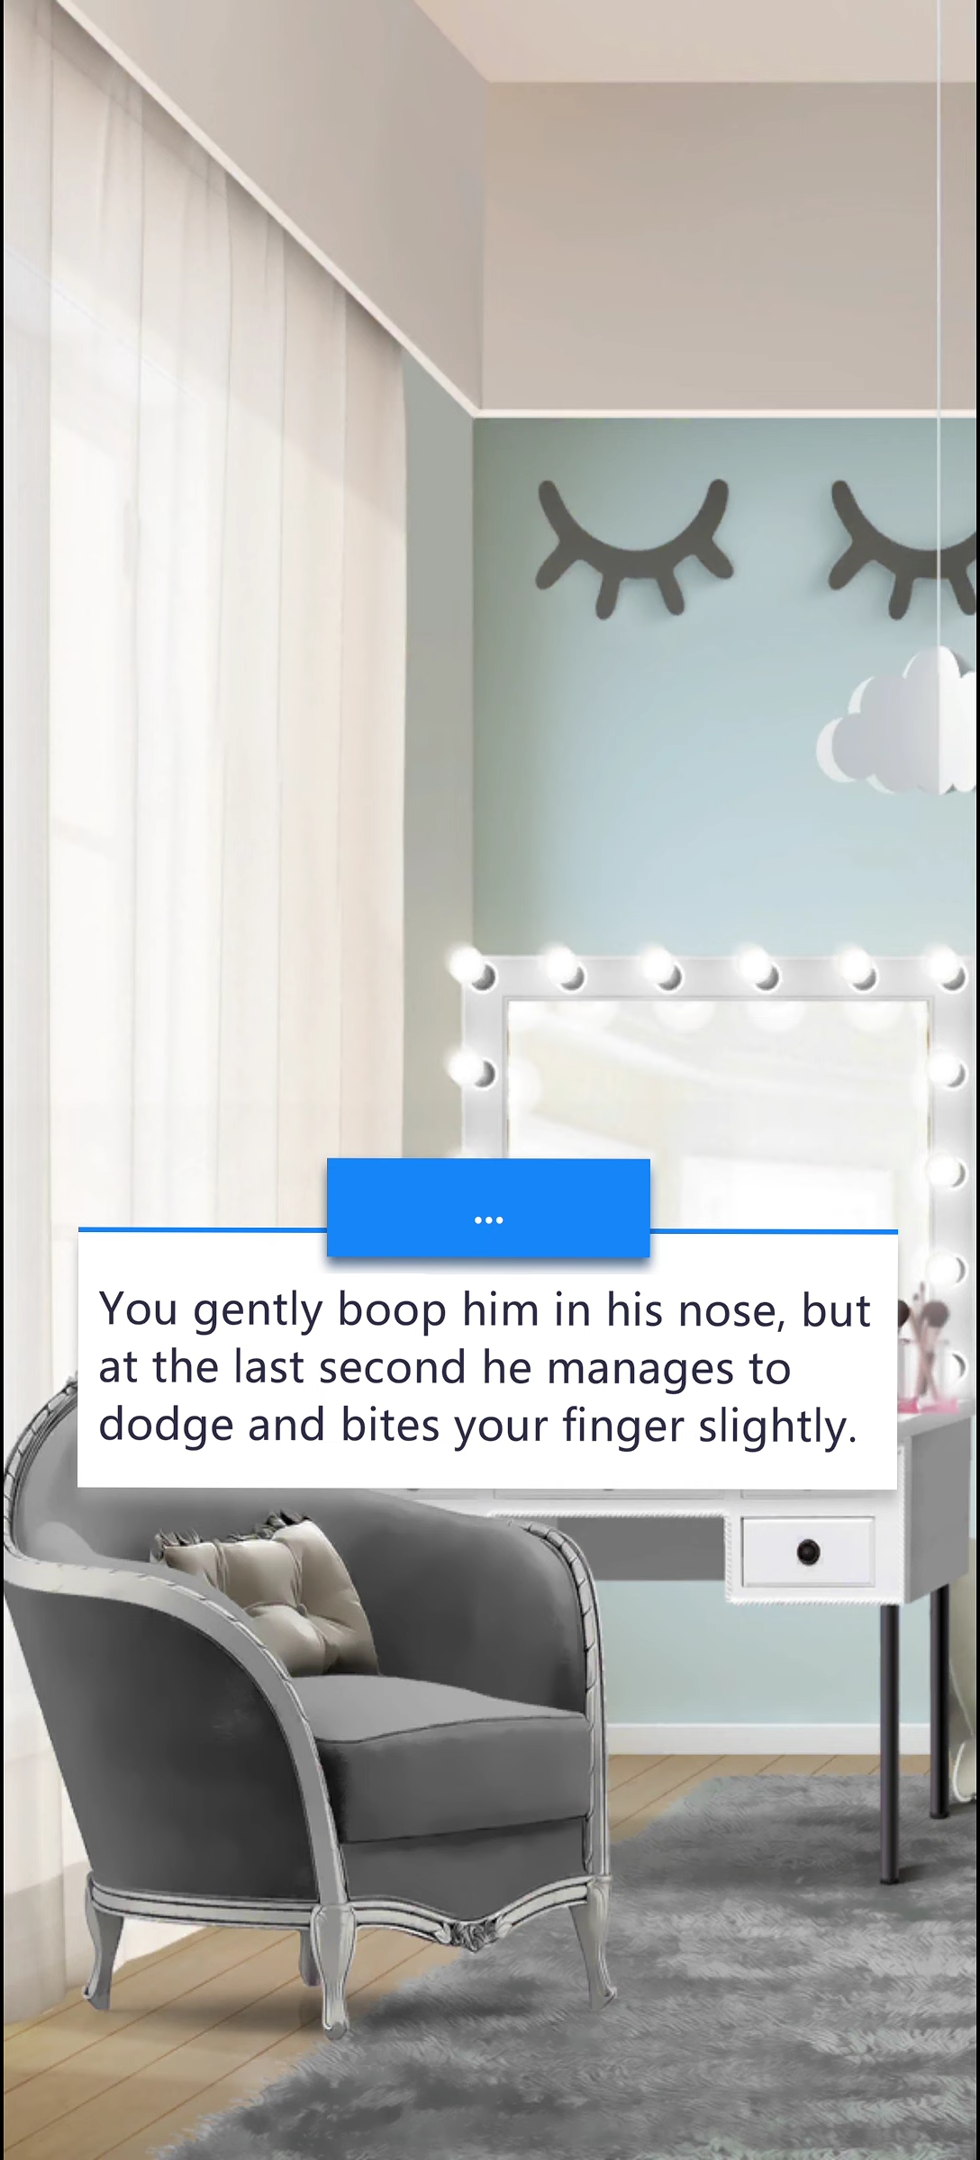 ...
You gently boop him in his nose, but
at the last second he manages to
dodge and bites your finger slightly.